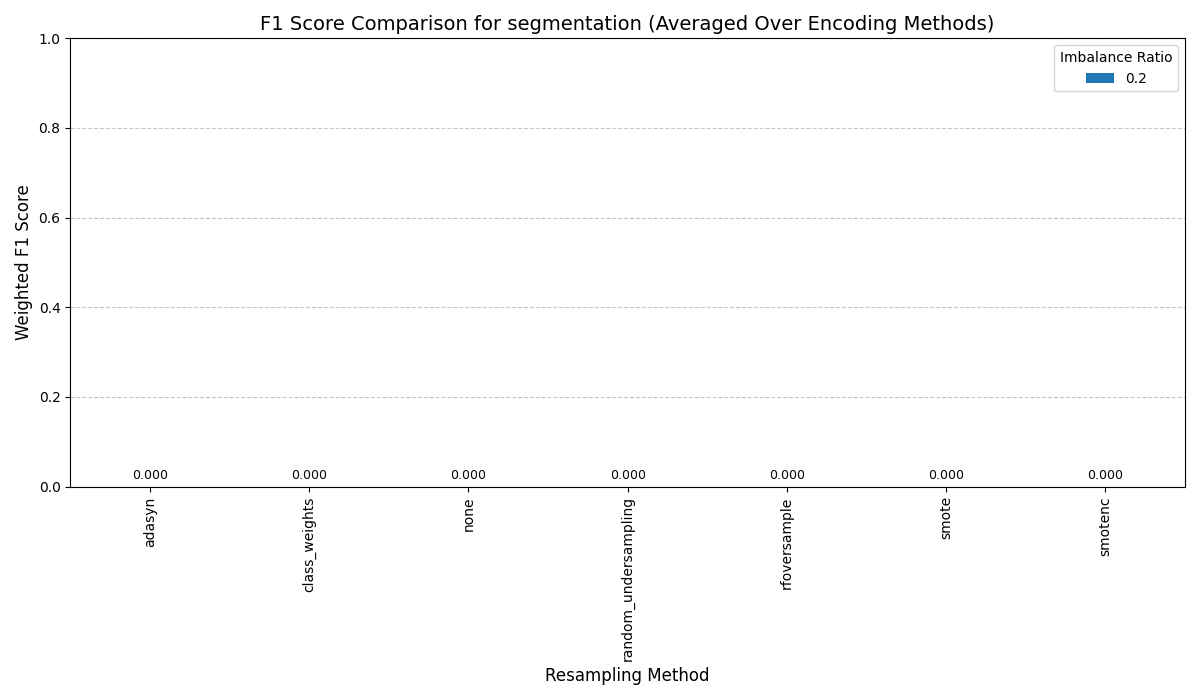 F1 Score Comparison for segmentation (Averaged Over Encoding Methods)
Imbalance Ratio
0.2
Weighted F1 Score
1.0
0.8
0.6
0.4
0.2
0.0
0.000 0.000 0.000 0.000 0.000 0.000 0.000
adasyn
class_weights
none
random_undersampling
rfoversample
smote
smotenc
Resampling Method